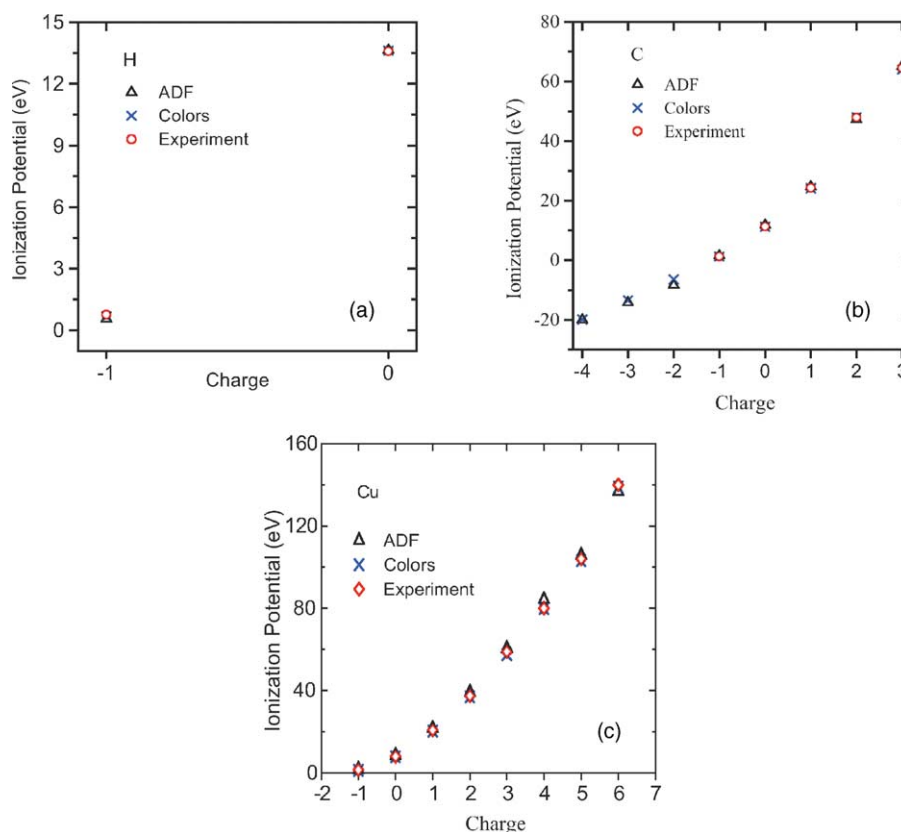 15
12
9
6
3
0
Ionization Potential (eV)
H
ADF
Colors
Experiment
(a)
-1
0
Charge
80
60
40
20
0
-20
Ionization Potential (eV)
C
ADF
Colors
Experiment
(b)
-4 -3 -2 -1 0 1 2 3
Charge
160
120
80
40
0
Ionization Potential (eV)
Cu
ADF
Colors
Experiment
(c)
-2 -1 0 1 2 3 4 5 6 7
Charge